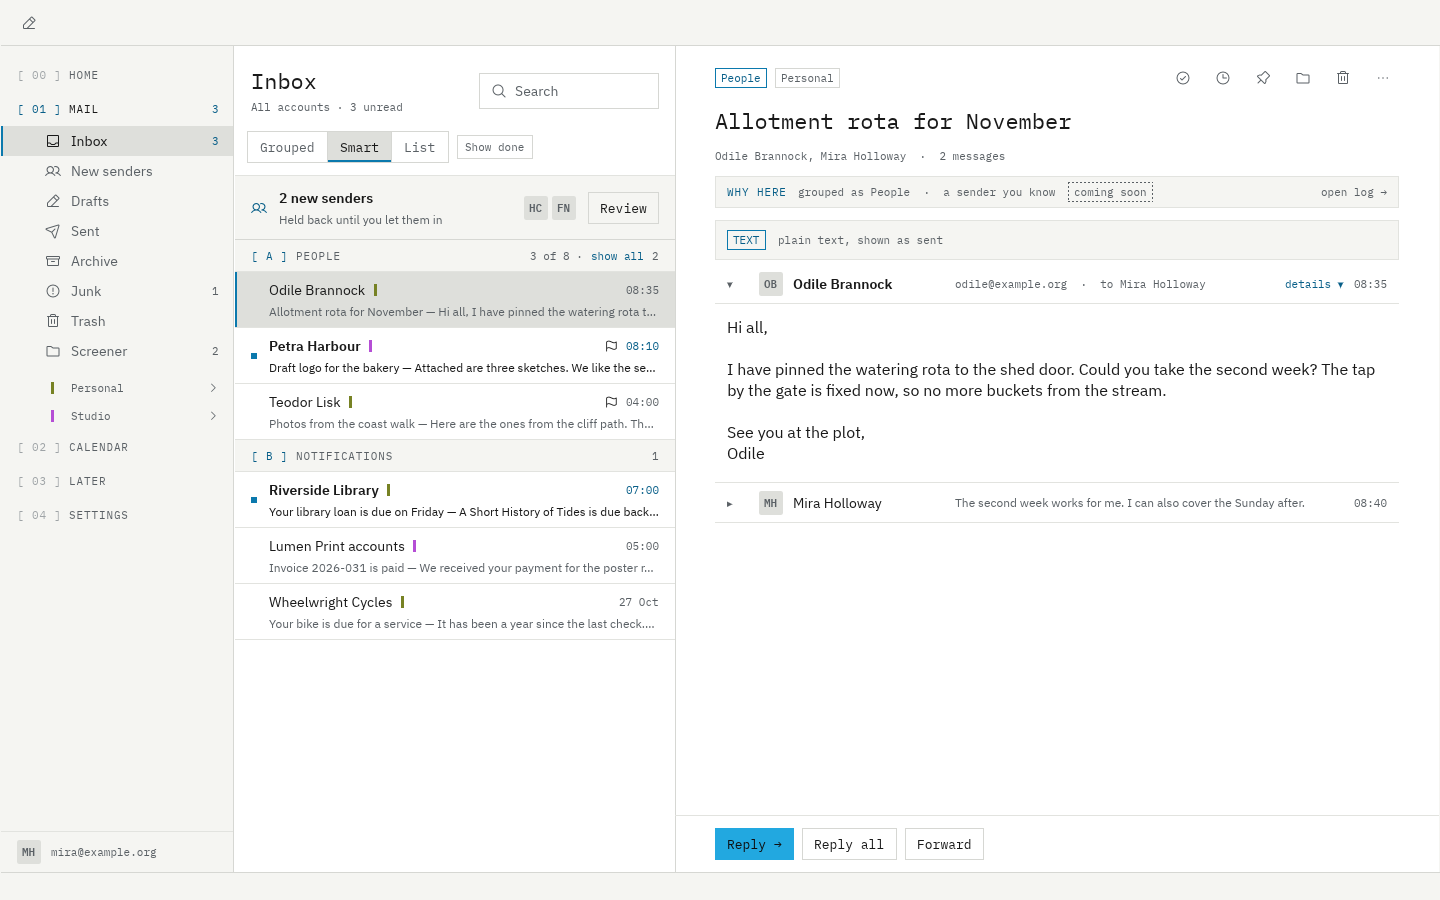 [ 00 ] HOME
[ 01 ] MAIL 3
Inbox 3
New senders
Drafts
Sent
Archive
Junk 1
Trash
Screener 2
Personal
Studio
[ 02 ] CALENDAR
[ 03 ] LATER
[ 04 ] SETTINGS
MH mira@example.org
Inbox
All accounts · 3 unread
Search
Grouped Smart List Show done
2 new senders
Held back until you let them in
HC FN Review
[ A ] PEOPLE 3 of 8 · show all 2
Odile Brannock 08:35
Allotment rota for November — Hi all, I have pinned the watering rota t…
Petra Harbour 08:10
Draft logo for the bakery — Attached are three sketches. We like the se…
Teodor Lisk 04:00
Photos from the coast walk — Here are the ones from the cliff path. Th…
[ B ] NOTIFICATIONS 1
Riverside Library 07:00
Your library loan is due on Friday — A Short History of Tides is due back…
Lumen Print accounts 05:00
Invoice 2026-031 is paid — We received your payment for the poster r…
Wheelwright Cycles 27 Oct
Your bike is due for a service — It has been a year since the last check.…
People Personal
Allotment rota for November
Odile Brannock, Mira Holloway · 2 messages
WHY HERE grouped as People · a sender you know coming soon open log →
TEXT plain text, shown as sent
▾ OB Odile Brannock odile@example.org · to Mira Holloway details ▾ 08:35
Hi all,
I have pinned the watering rota to the shed door. Could you take the second week? The tap
by the gate is fixed now, so no more buckets from the stream.
See you at the plot,
Odile
▸ MH Mira Holloway The second week works for me. I can also cover the Sunday after. 08:40
Reply → Reply all Forward